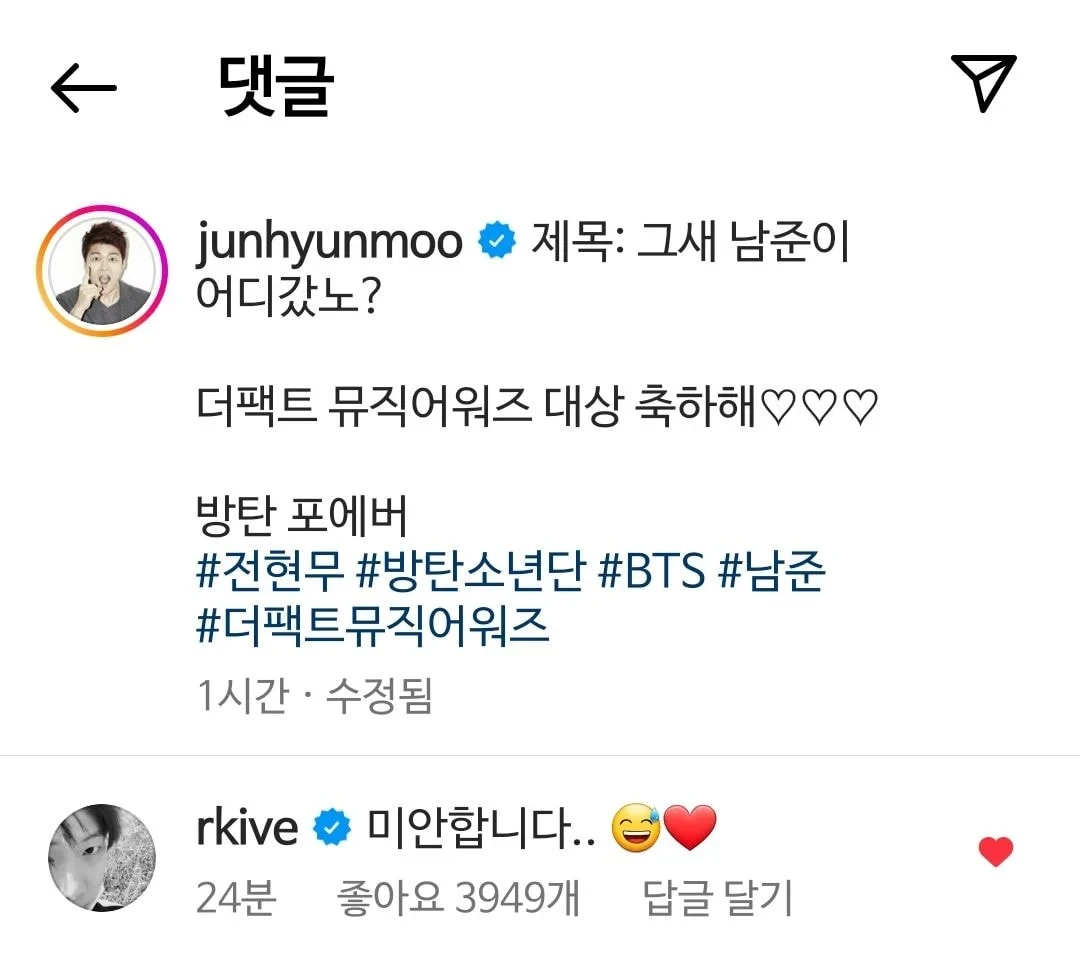 댓글
junhyunmoo 제목: 그새 남준이
어디갔노?
더팩트 뮤직어워즈 대상 축하해♡♡♡
방탄 포에버
#전현무 #방탄소년단 #BTS #남준
#더팩트뮤직어워즈
1시간 · 수정됨
rkive 미안합니다.. 😅❤️
24분 좋아요 3949개 답글 달기